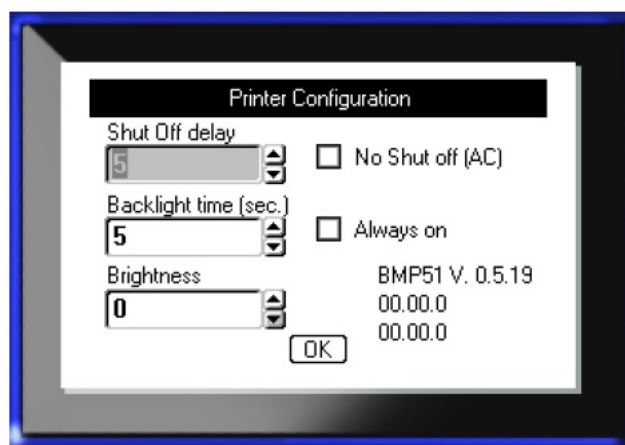 Printer Configuration
Shut Off delay
5
No Shut off (AC)
Backlight time (sec.)
5
Always on
Brightness
0
BMP51 V. 0.5.19
00.00.0
00.00.0
OK